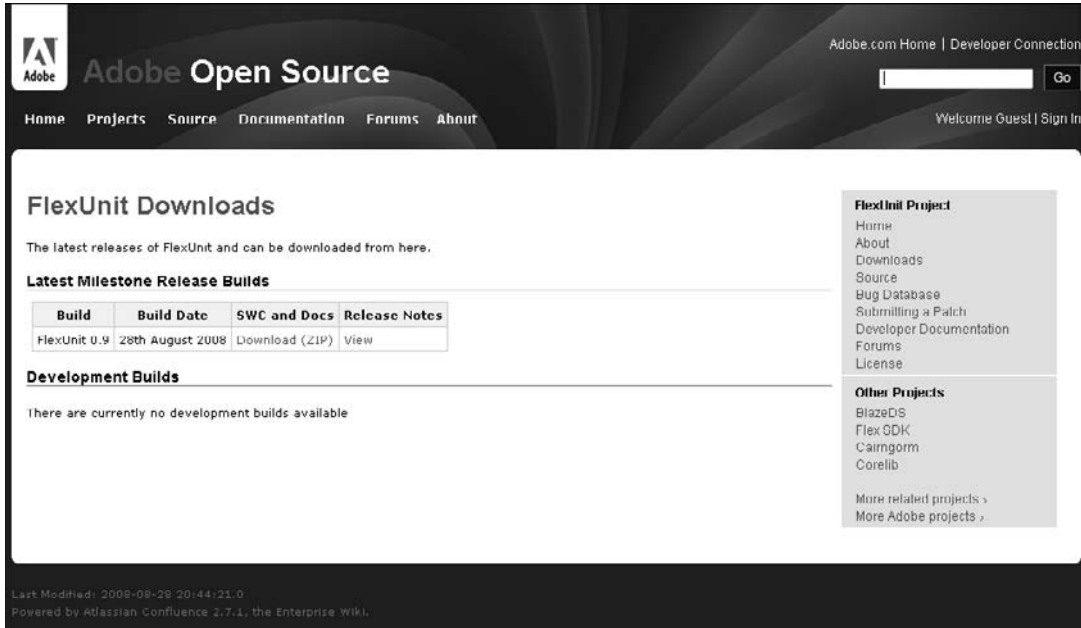 Adobe
Adobe Open Source
Adobe.com Home | Developer Connection
Go
Home Projects Source Documentation Forums About
Welcome Guest | Sign In
FlexUnit Downloads
The latest releases of FlexUnit and can be downloaded from here.
Latest Milestone Release Builds
Build Build Date SWC and Docs Release Notes
FlexUnit 0.9 28th August 2008 Download (ZIP) View
Development Builds
There are currently no development builds available
FlexUnit Project
Home
About
Downloads
Source
Bug Database
Submitting a Patch
Developer Documentation
Forums
License
Other Projects
BlazeDS
Flex SDK
Cairngorm
Corelib
More related projects ›
More Adobe projects ›
Last Modified: 2008-08-28 20:44:21.0
Powered by Atlassian Confluence 2.7.1, the Enterprise Wiki.